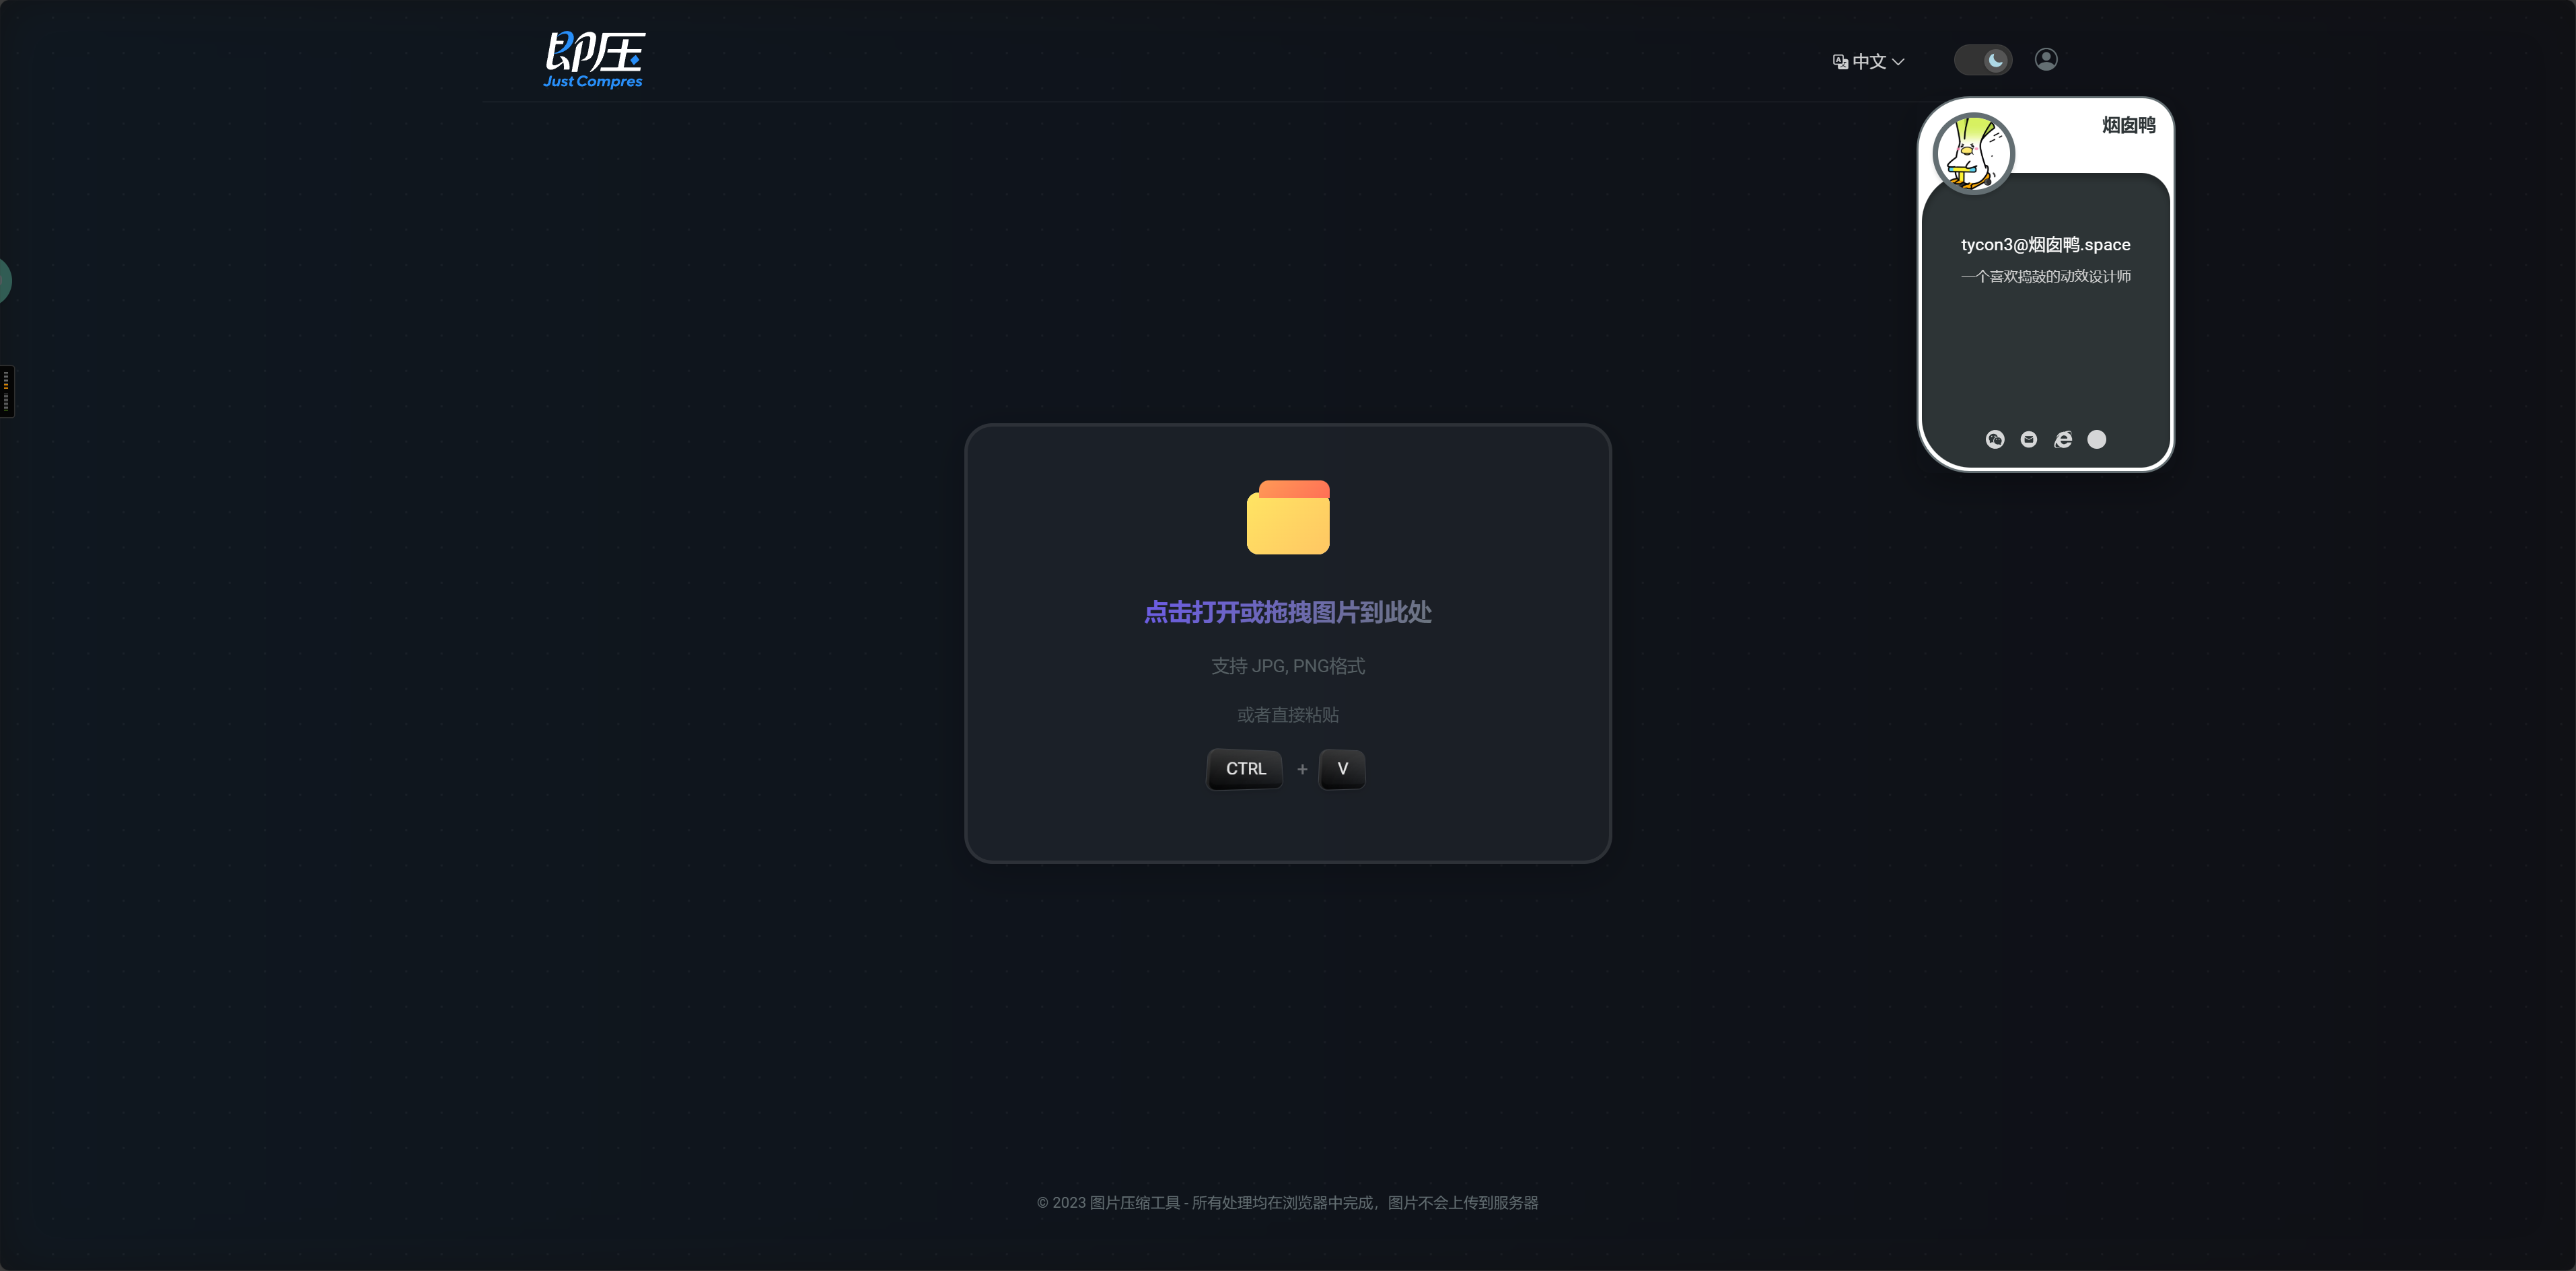 即压
Just Compres
中文
烟囱鸭
tycon3@烟囱鸭.space
一个喜欢捣鼓的动效设计师
点击打开或拖拽图片到此处
支持 JPG, PNG格式
或者直接粘贴
CTRL + V
© 2023 图片压缩工具 - 所有处理均在浏览器中完成，图片不会上传到服务器